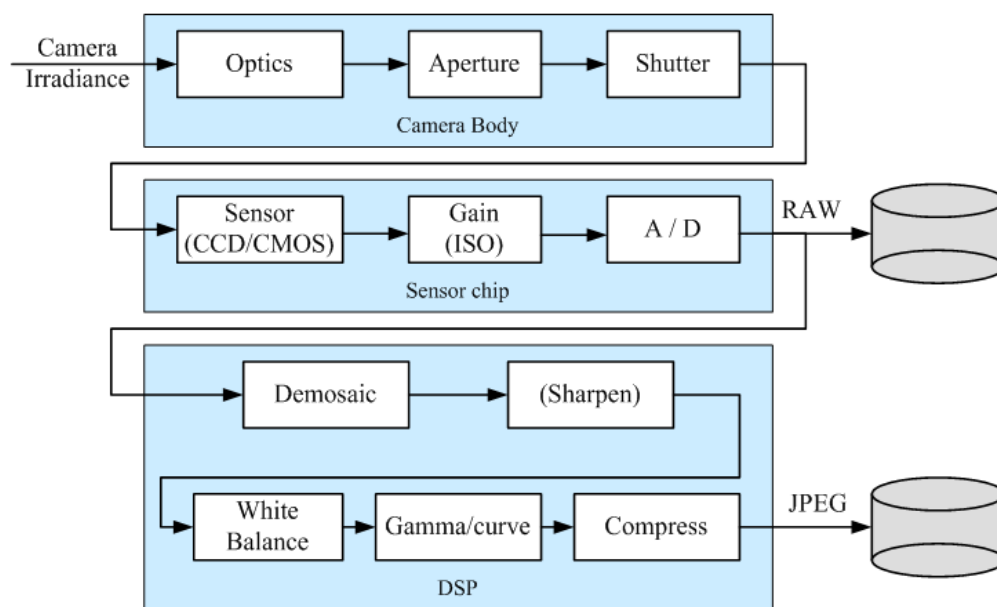 Camera
Irradiance
Optics
Aperture
Shutter
Camera Body
Sensor
(CCD/CMOS)
Gain
(ISO)
A / D
RAW
Sensor chip
Demosaic
(Sharpen)
White
Balance
Gamma/curve
Compress
JPEG
DSP